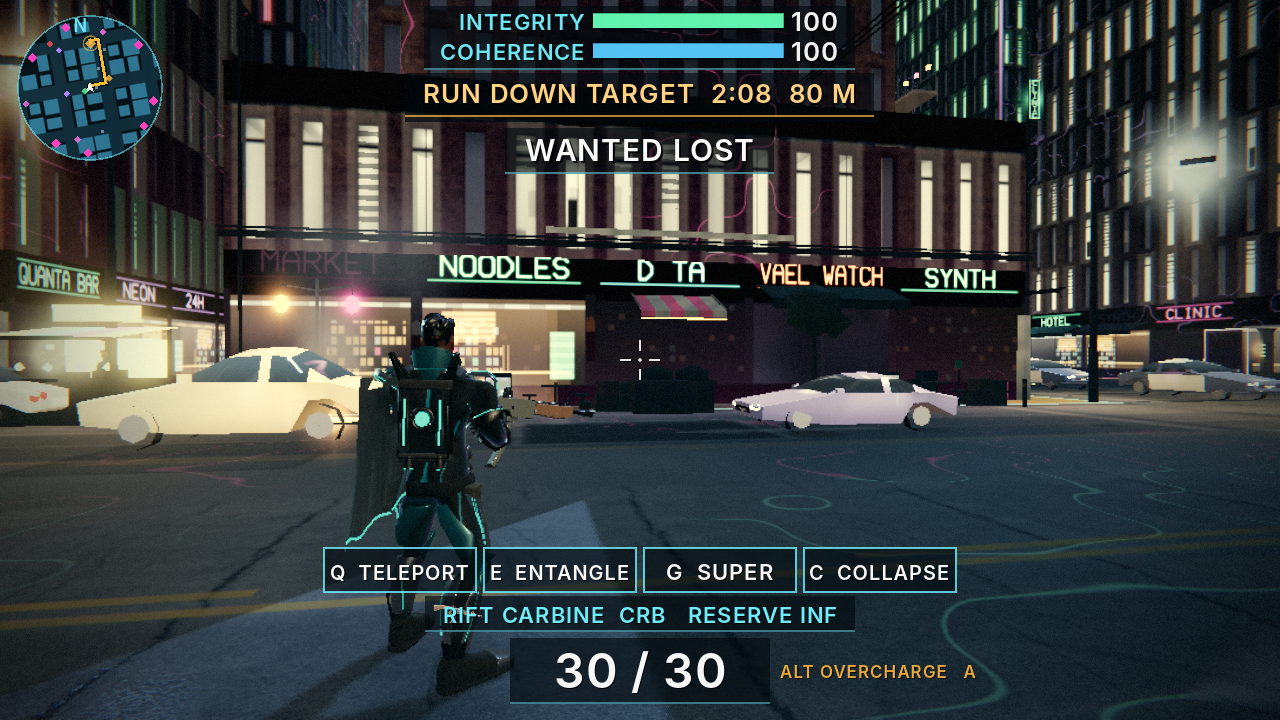 N
INTEGRITY 100
COHERENCE 100
RUN DOWN TARGET 2:08 80 M
WANTED LOST
CLINIC
MARKET
NOODLES
D TA
VAEL WATCH
SYNTH
QUANTA BAR
NEON
24H
HOTEL
CLINIC
Q TELEPORT
E ENTANGLE
G SUPER
C COLLAPSE
RIFT CARBINE CRB RESERVE INF
30 / 30
ALT OVERCHARGE A